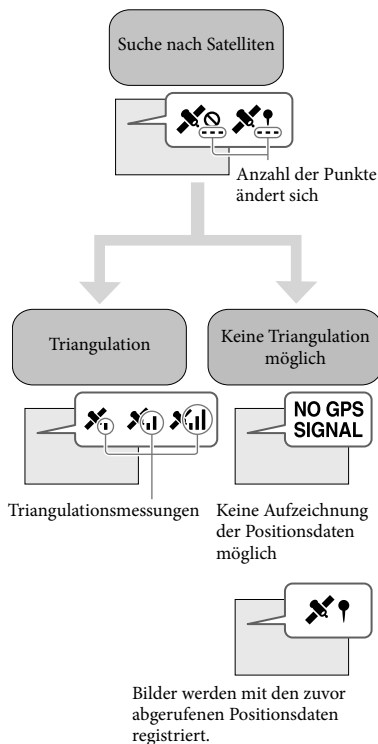 Suche nach Satelliten
Anzahl der Punkte
ändert sich
Triangulation
Keine Triangulation
möglich
NO GPS
SIGNAL
Triangulationsmessungen
Keine Aufzeichnung
der Positionsdaten
möglich
Bilder werden mit den zuvor
abgerufenen Positionsdaten
registriert.